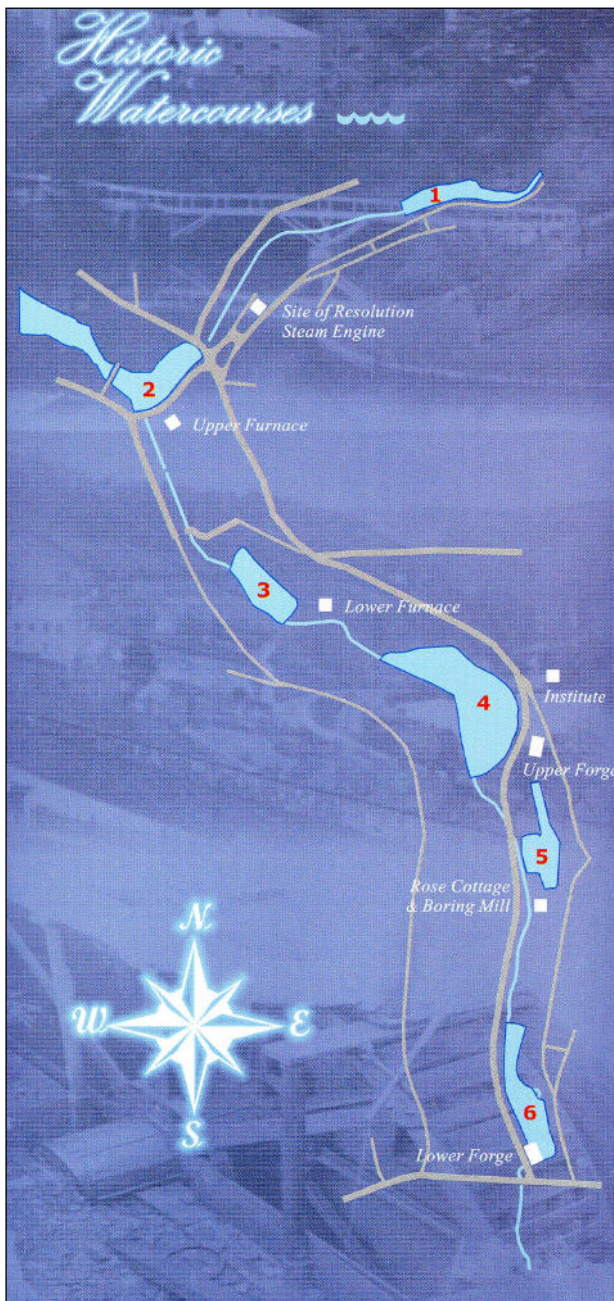 Historic
Watercourses
1
Site of Resolution
Steam Engine
2
Upper Furnace
3
Lower Furnace
4
Institute
Upper Forge
5
Rose Cottage
& Boring Mill
N
W
E
S
6
Lower Forge